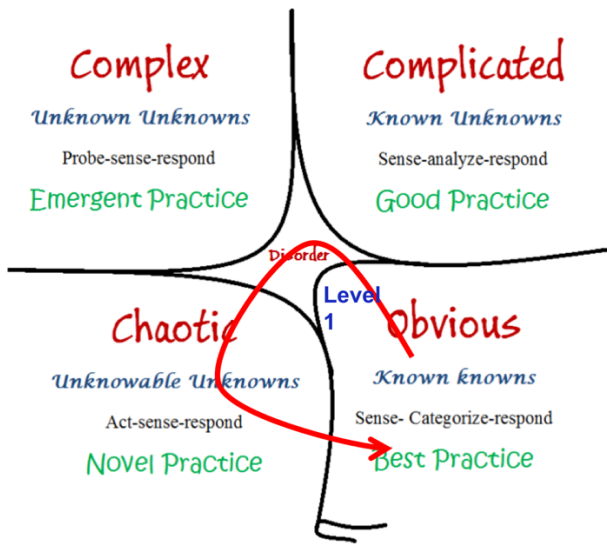 Complex
Unknown Unknowns
Probe-sense-respond
Emergent Practice
Complicated
Known Unknowns
Sense-analyze-respond
Good Practice
Disorder
Level
1
Chaotic
Unknowable Unknowns
Act-sense-respond
Novel Practice
Obvious
Known knowns
Sense- Categorize-respond
Best Practice